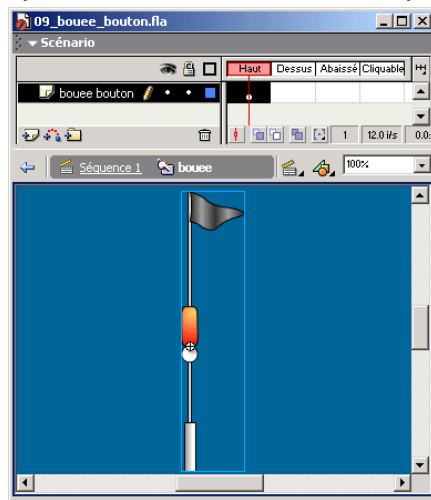 09_bouee_bouton.fla
Scénario
Haut Dessus Abaissé Cliquable
bouee bouton
1 12.0 i/s 0.0
Séquence 1 bouee 100%